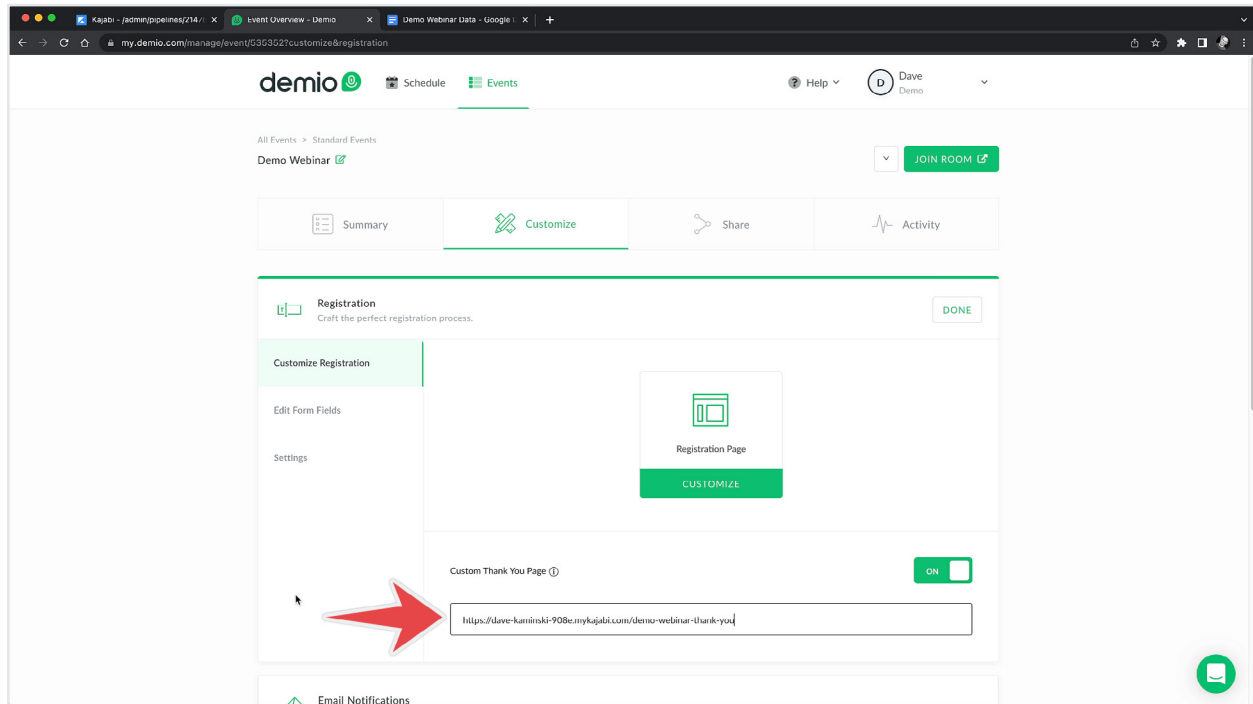 Kajabi - /admin/pipelines/2147
Event Overview - Demio
Demo Webinar Data - Google
my.demio.com/manage/event/535352?customize&registration
demio
Schedule
Events
Help
D
Dave
Demo
All Events > Standard Events
Demo Webinar
JOIN ROOM
Summary
Customize
Share
Activity
Registration
Craft the perfect registration process.
DONE
Customize Registration
Edit Form Fields
Settings
Registration Page
CUSTOMIZE
Custom Thank You Page
ON
https://dave-kaminski-908e.mykajabi.com/demo-webinar-thank-you
Email Notifications